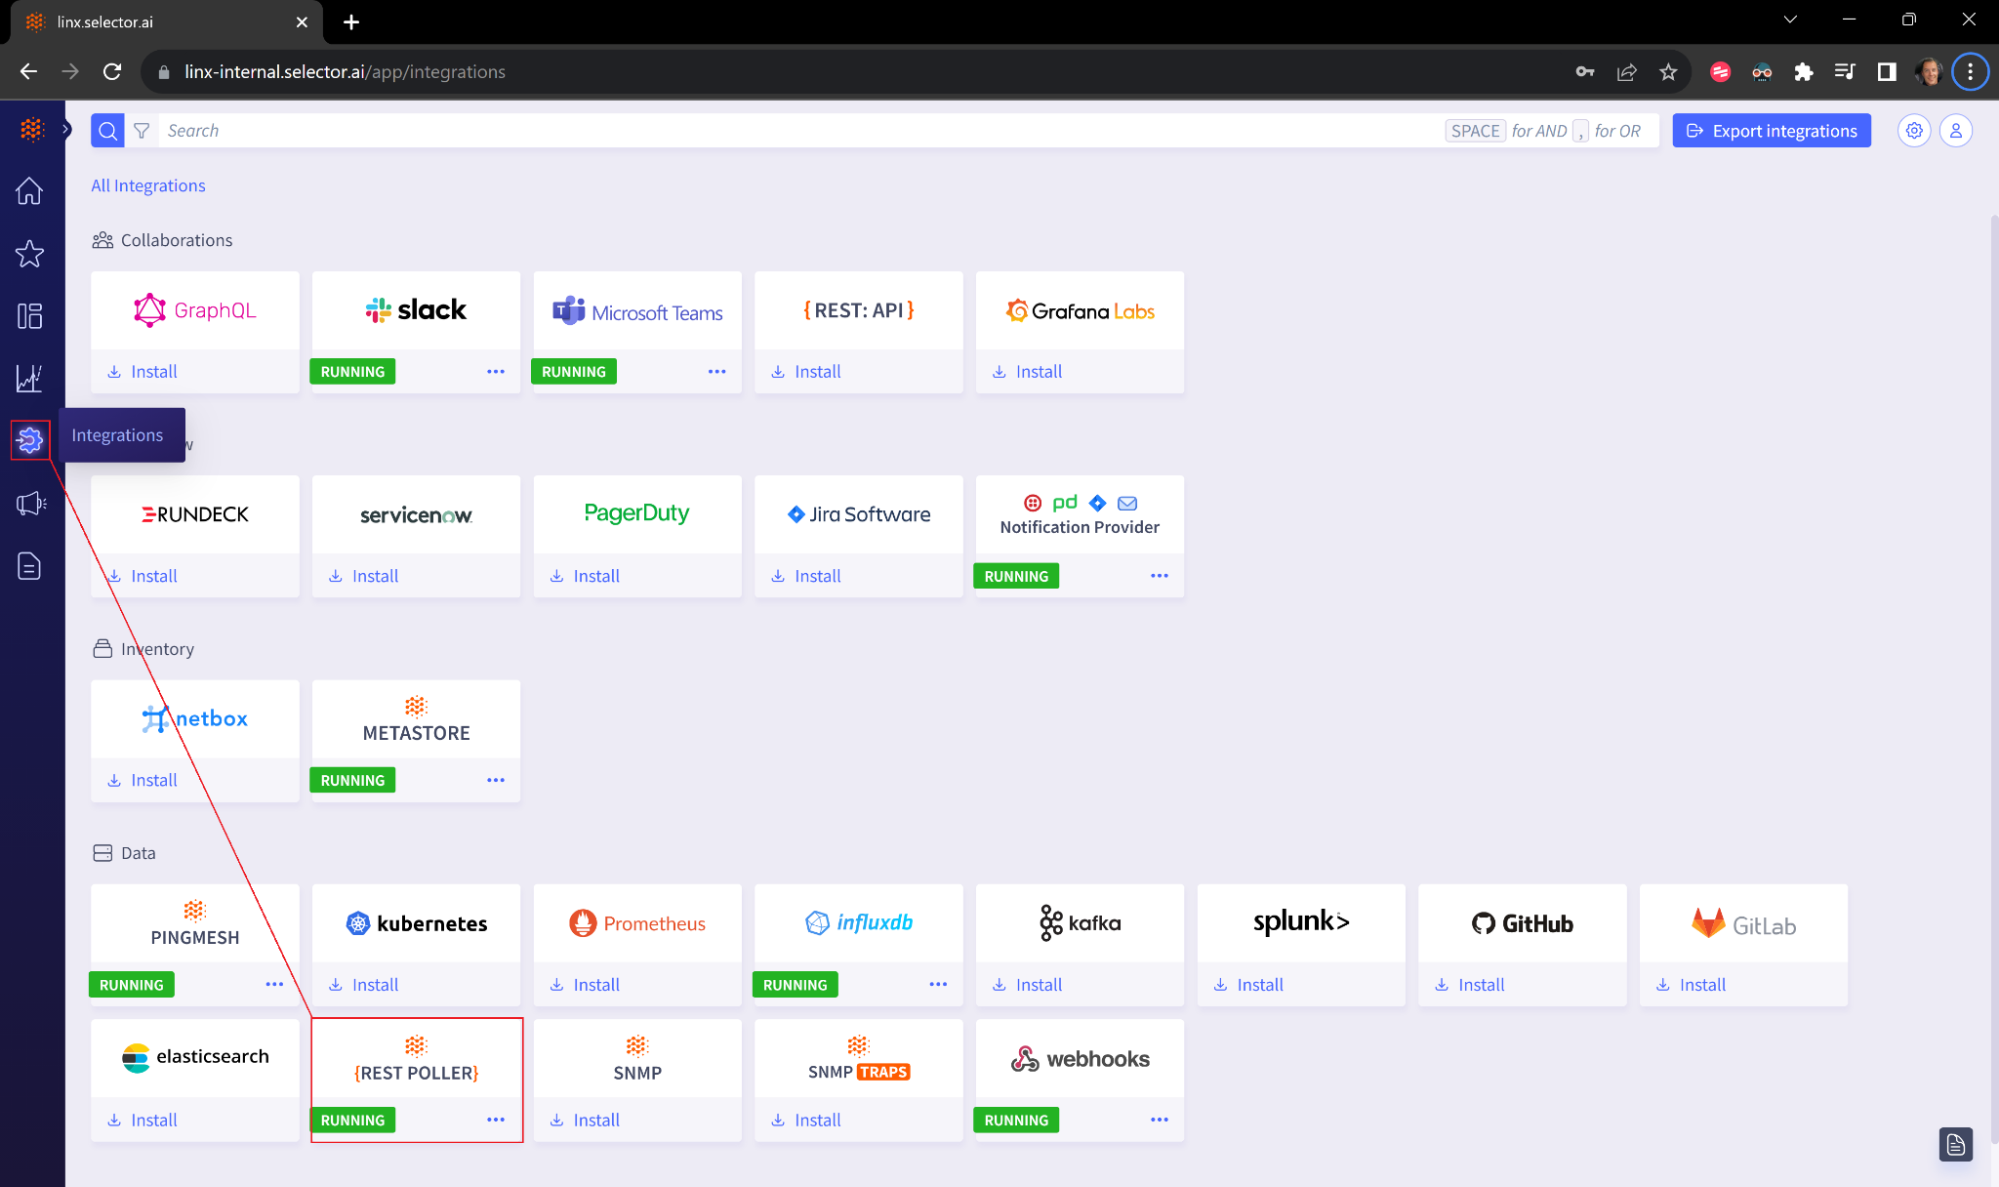 linx.selector.ai
linx-internal.selector.ai/app/integrations
Search
SPACE for AND , for OR
Export integrations
All Integrations
Collaborations
GraphQL
slack
Microsoft Teams
{REST: API}
Grafana Labs
Install
RUNNING
RUNNING
Install
Install
Integrations
w
RUNDECK
servicenow
PagerDuty
Jira Software
pd
Notification Provider
Install
Install
Install
Install
RUNNING
Inventory
netbox
METASTORE
Install
RUNNING
Data
PINGMESH
kubernetes
Prometheus
influxdb
kafka
splunk>
GitHub
GitLab
RUNNING
Install
Install
RUNNING
Install
Install
Install
Install
elasticsearch
{REST POLLER}
SNMP
SNMP TRAPS
webhooks
Install
RUNNING
Install
Install
RUNNING